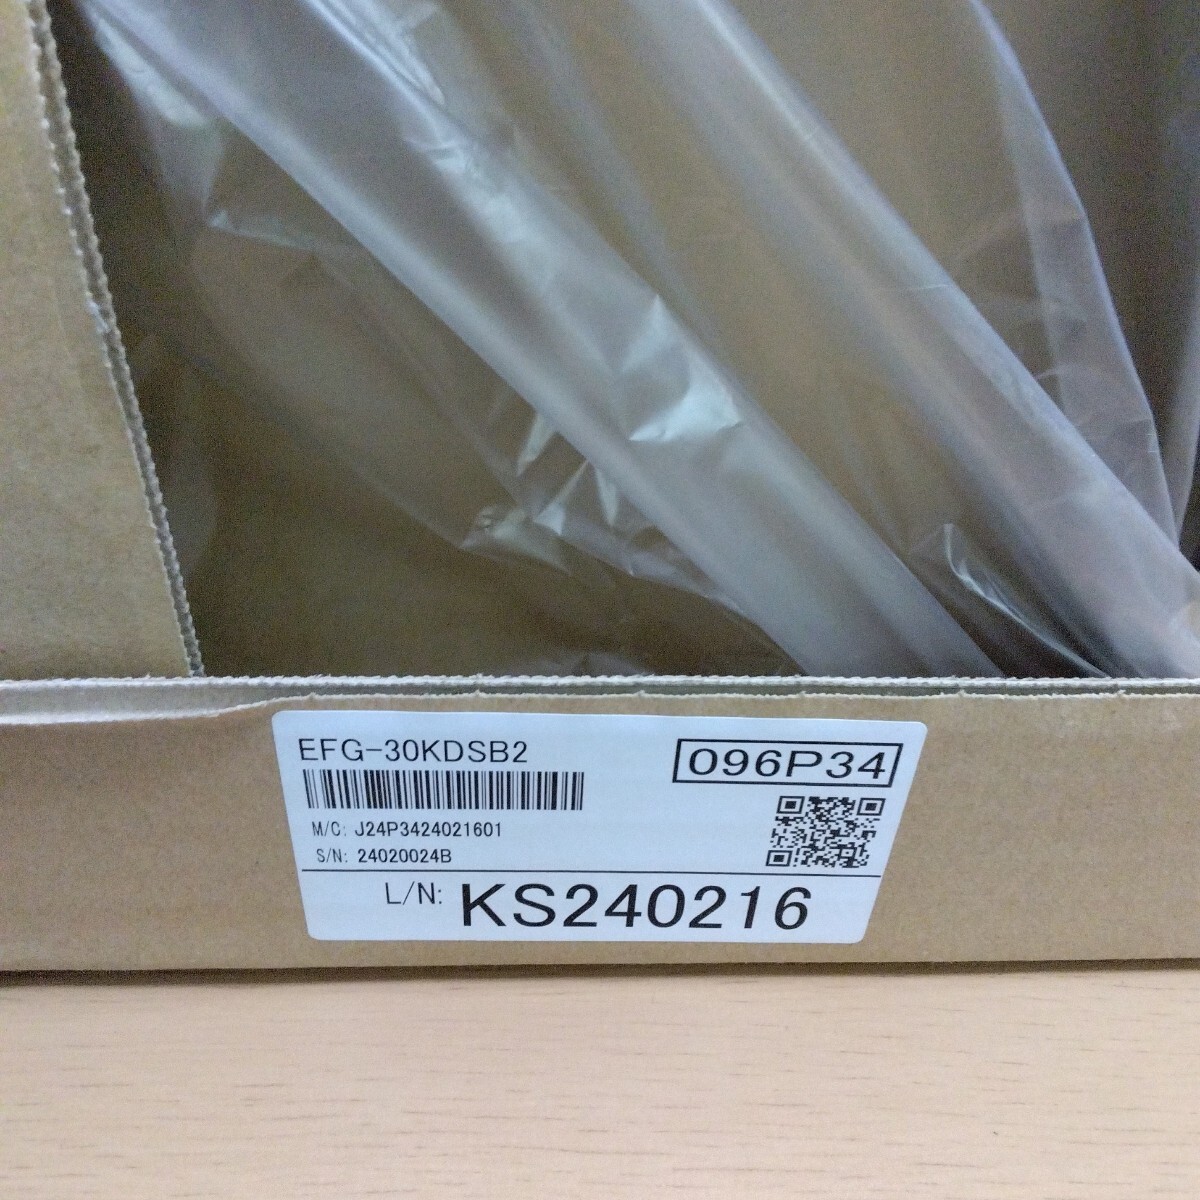 EFG-30KDSB2
096P34
M/C: J24P3424021601
S/N: 24020024B
L/N: KS240216